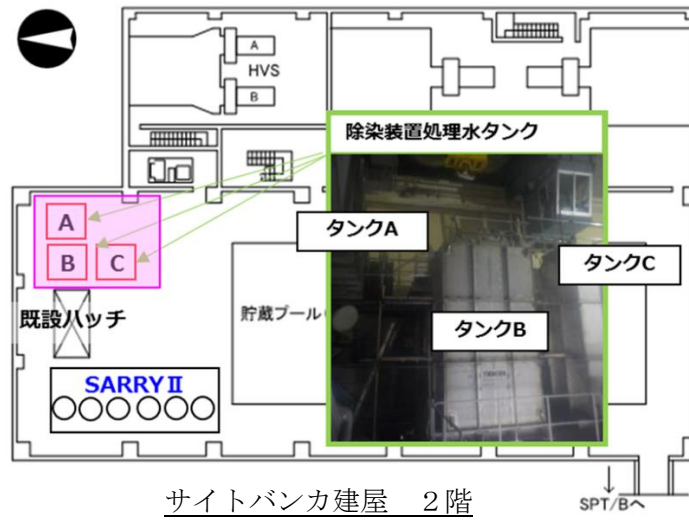 A
HVS
B
除染装置処理水タンク
A
B
C
タンクA
タンクC
タンクB
既設ハッチ
貯蔵プール(
SARRYⅡ
サイトバンカ建屋 2階
SPT/Bへ